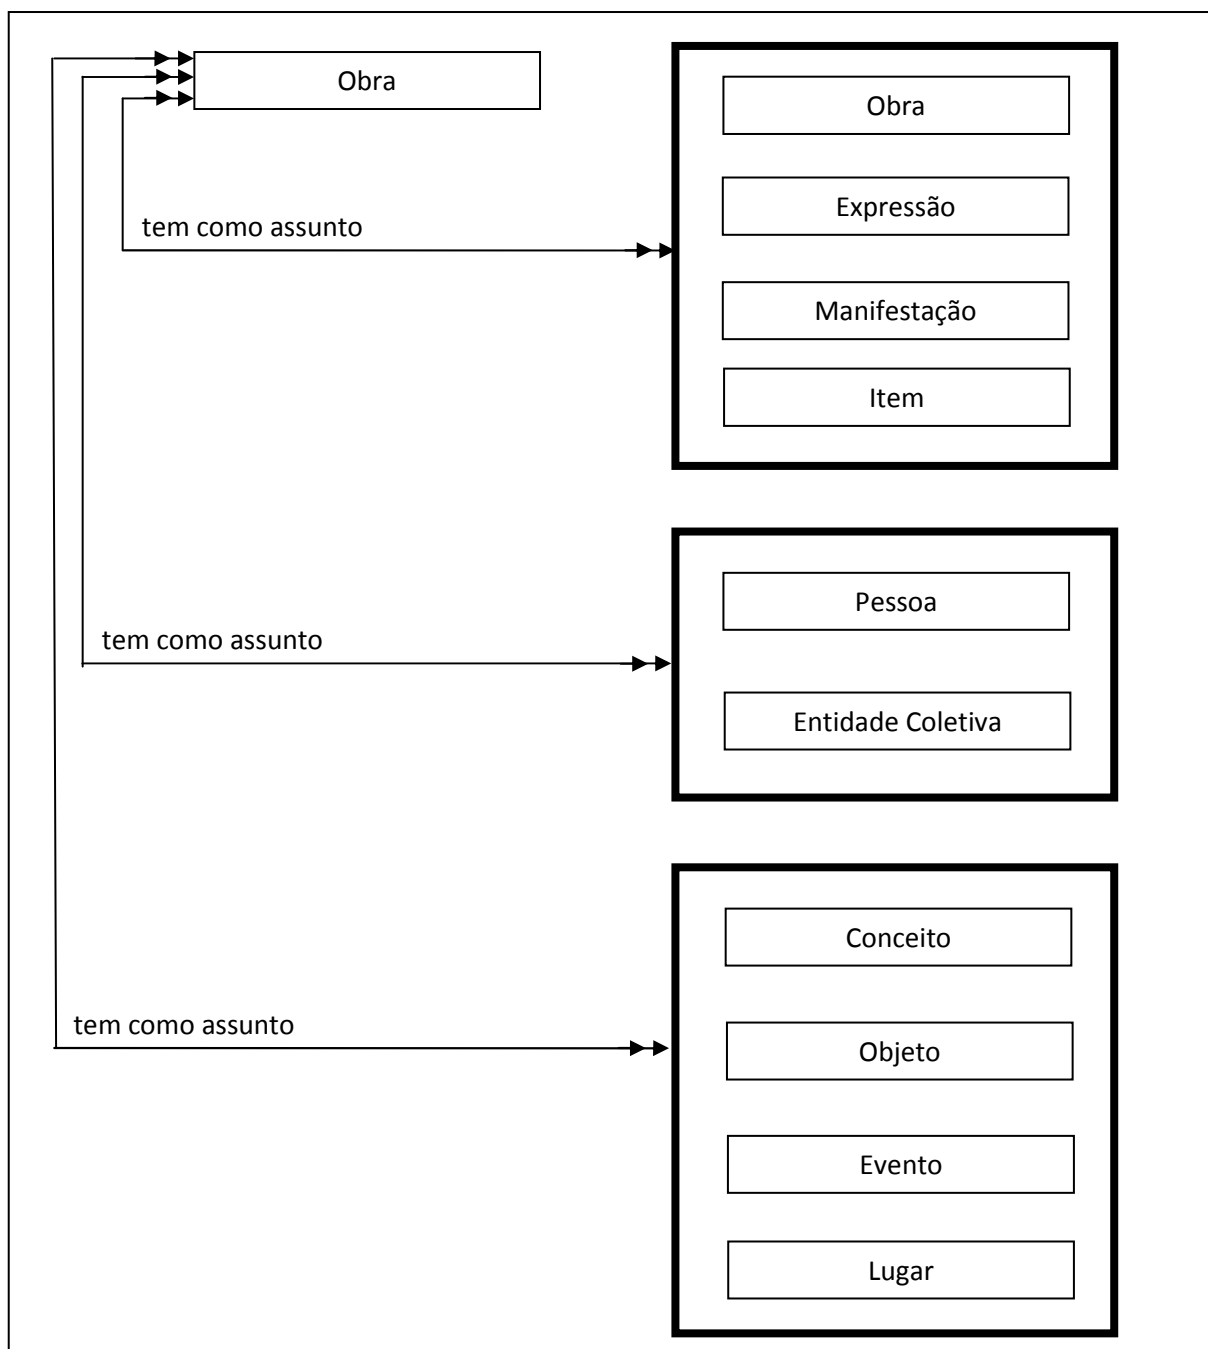 Obra
Obra
Expressão
tem como assunto
Manifestação
Item
Pessoa
tem como assunto
Entidade Coletiva
Conceito
tem como assunto
Objeto
Evento
Lugar